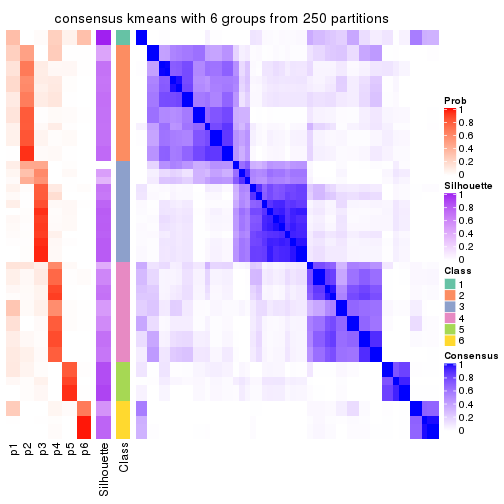 consensus kmeans with 6 groups from 250 partitions
Prob
1
0.8
0.6
0.4
0.2
0
Silhouette
1
0.8
0.6
0.4
0.2
0
Class
1
2
3
4
5
6
Consensus
1
0.8
0.6
0.4
0.2
0
p1
p2
p3
p4
p5
p6
Silhouette
Class